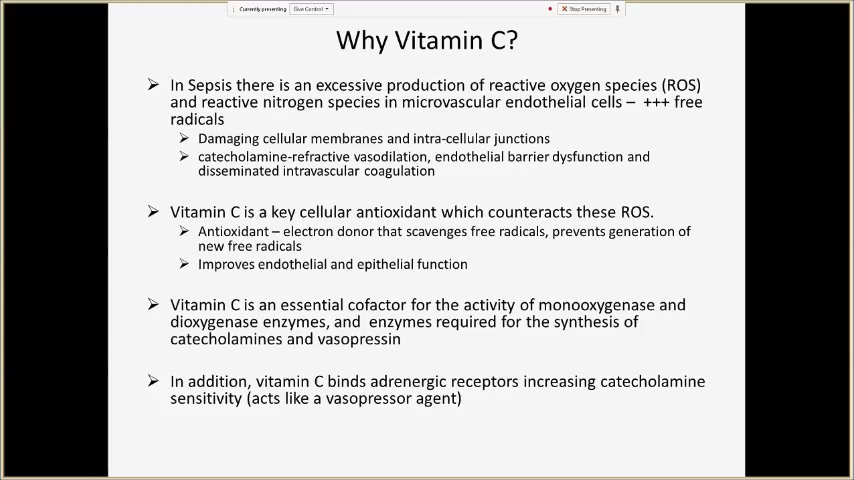 Currently presenting
Give Control
Stop Presenting
Why Vitamin C?
In Sepsis there is an excessive production of reactive oxygen species (ROS)
and reactive nitrogen species in microvascular endothelial cells – +++ free
radicals
Damaging cellular membranes and intra-cellular junctions
catecholamine-refractive vasodilation, endothelial barrier dysfunction and
disseminated intravascular coagulation
Vitamin C is a key cellular antioxidant which counteracts these ROS.
Antioxidant – electron donor that scavenges free radicals, prevents generation of
new free radicals
Improves endothelial and epithelial function
Vitamin C is an essential cofactor for the activity of monooxygenase and
dioxygenase enzymes, and enzymes required for the synthesis of
catecholamines and vasopressin
In addition, vitamin C binds adrenergic receptors increasing catecholamine
sensitivity (acts like a vasopressor agent)